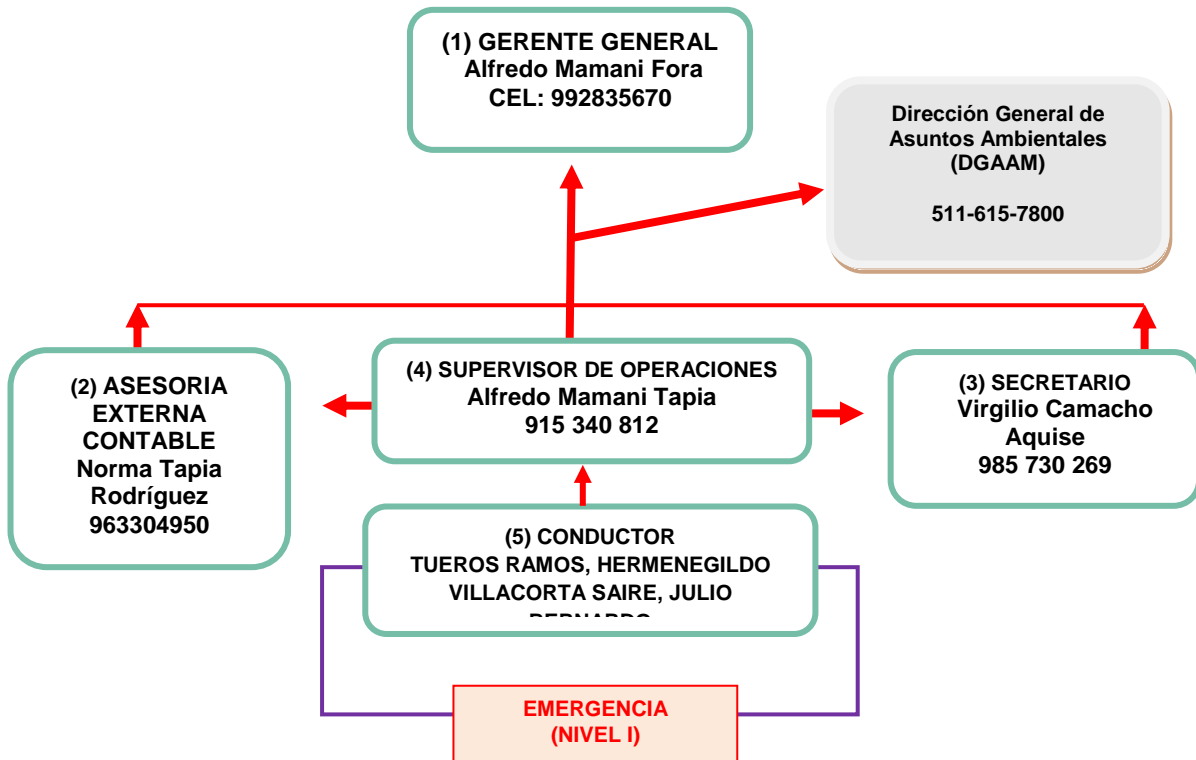 (1) GERENTE GENERAL
Alfredo Mamani Fora
CEL: 992835670
Dirección General de
Asuntos Ambientales
(DGAAM)
511-615-7800
(2) ASESORIA
EXTERNA
CONTABLE
Norma Tapia
Rodríguez
963304950
(4) SUPERVISOR DE OPERACIONES
Alfredo Mamani Tapia
915 340 812
(3) SECRETARIO
Virgilio Camacho
Aquise
985 730 269
(5) CONDUCTOR
TUEROS RAMOS, HERMENEGILDO
VILLACORTA SAIRE, JULIO
EMERGENCIA
(NIVEL I)